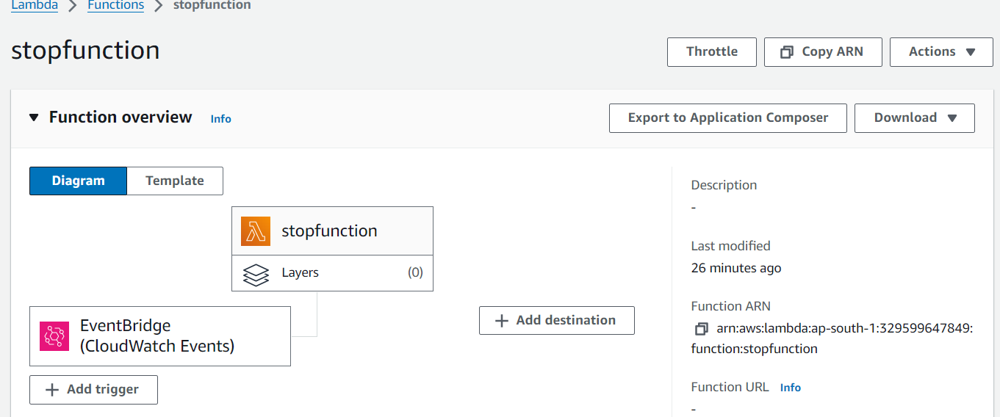 Lambda > Functions > stopfunction
stopfunction
Throttle
Copy ARN
Actions
Function overview Info
Export to Application Composer
Download
Diagram
Template
stopfunction
Layers (0)
EventBridge
(CloudWatch Events)
+ Add trigger
+ Add destination
Description
-
Last modified
26 minutes ago
Function ARN
arn:aws:lambda:ap-south-1:329599647849:
function:stopfunction
Function URL Info
-